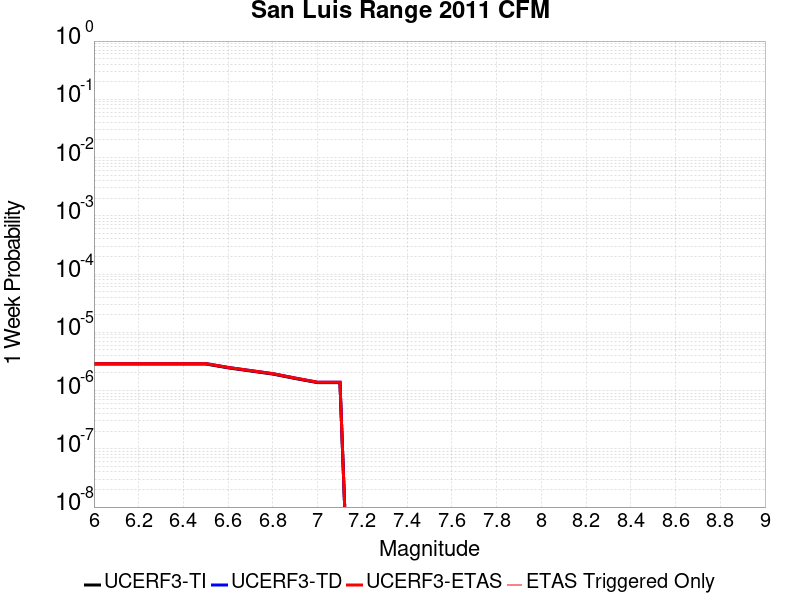 San Luis Range 2011 CFM
10 0
10 -1
10 -2
10 -3
10 -4
10 -5
10 -6
10 -7
10 -8
1 Week Probability
6 6.2 6.4 6.6 6.8 7 7.2 7.4 7.6 7.8 8 8.2 8.4 8.6 8.8 9
Magnitude
UCERF3-TI UCERF3-TD UCERF3-ETAS ETAS Triggered Only